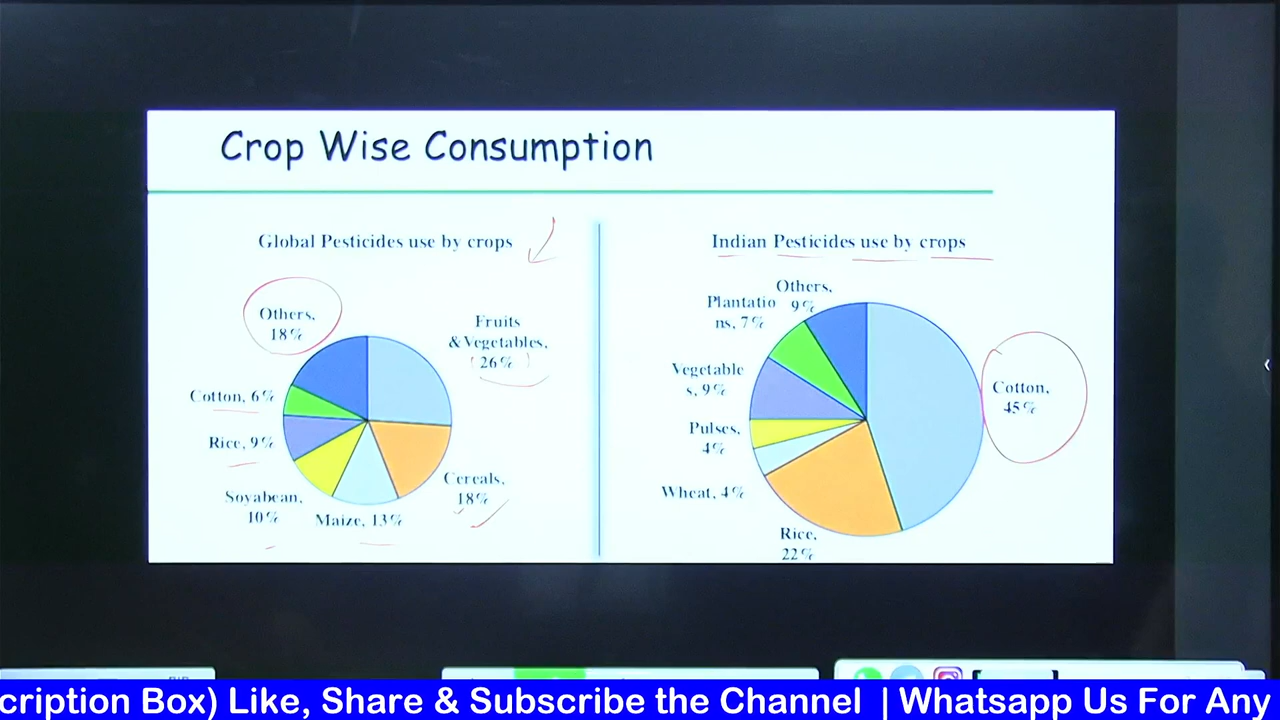 Crop Wise Consumption
Global Pesticides use by crops
Others,
18%
Fruits
&Vegetables,
26%
Cotton, 6%
Rice, 9%
Soyabean,
10%
Maize, 13%
Cereals,
18%
Indian Pesticides use by crops
Others,
9%
Plantatio
ns, 7%
Vegetable
s, 9%
Pulses,
4%
Wheat, 4%
Rice,
22%
Cotton,
45%
cription Box) Like, Share & Subscribe the Channel | Whatsapp Us For Any